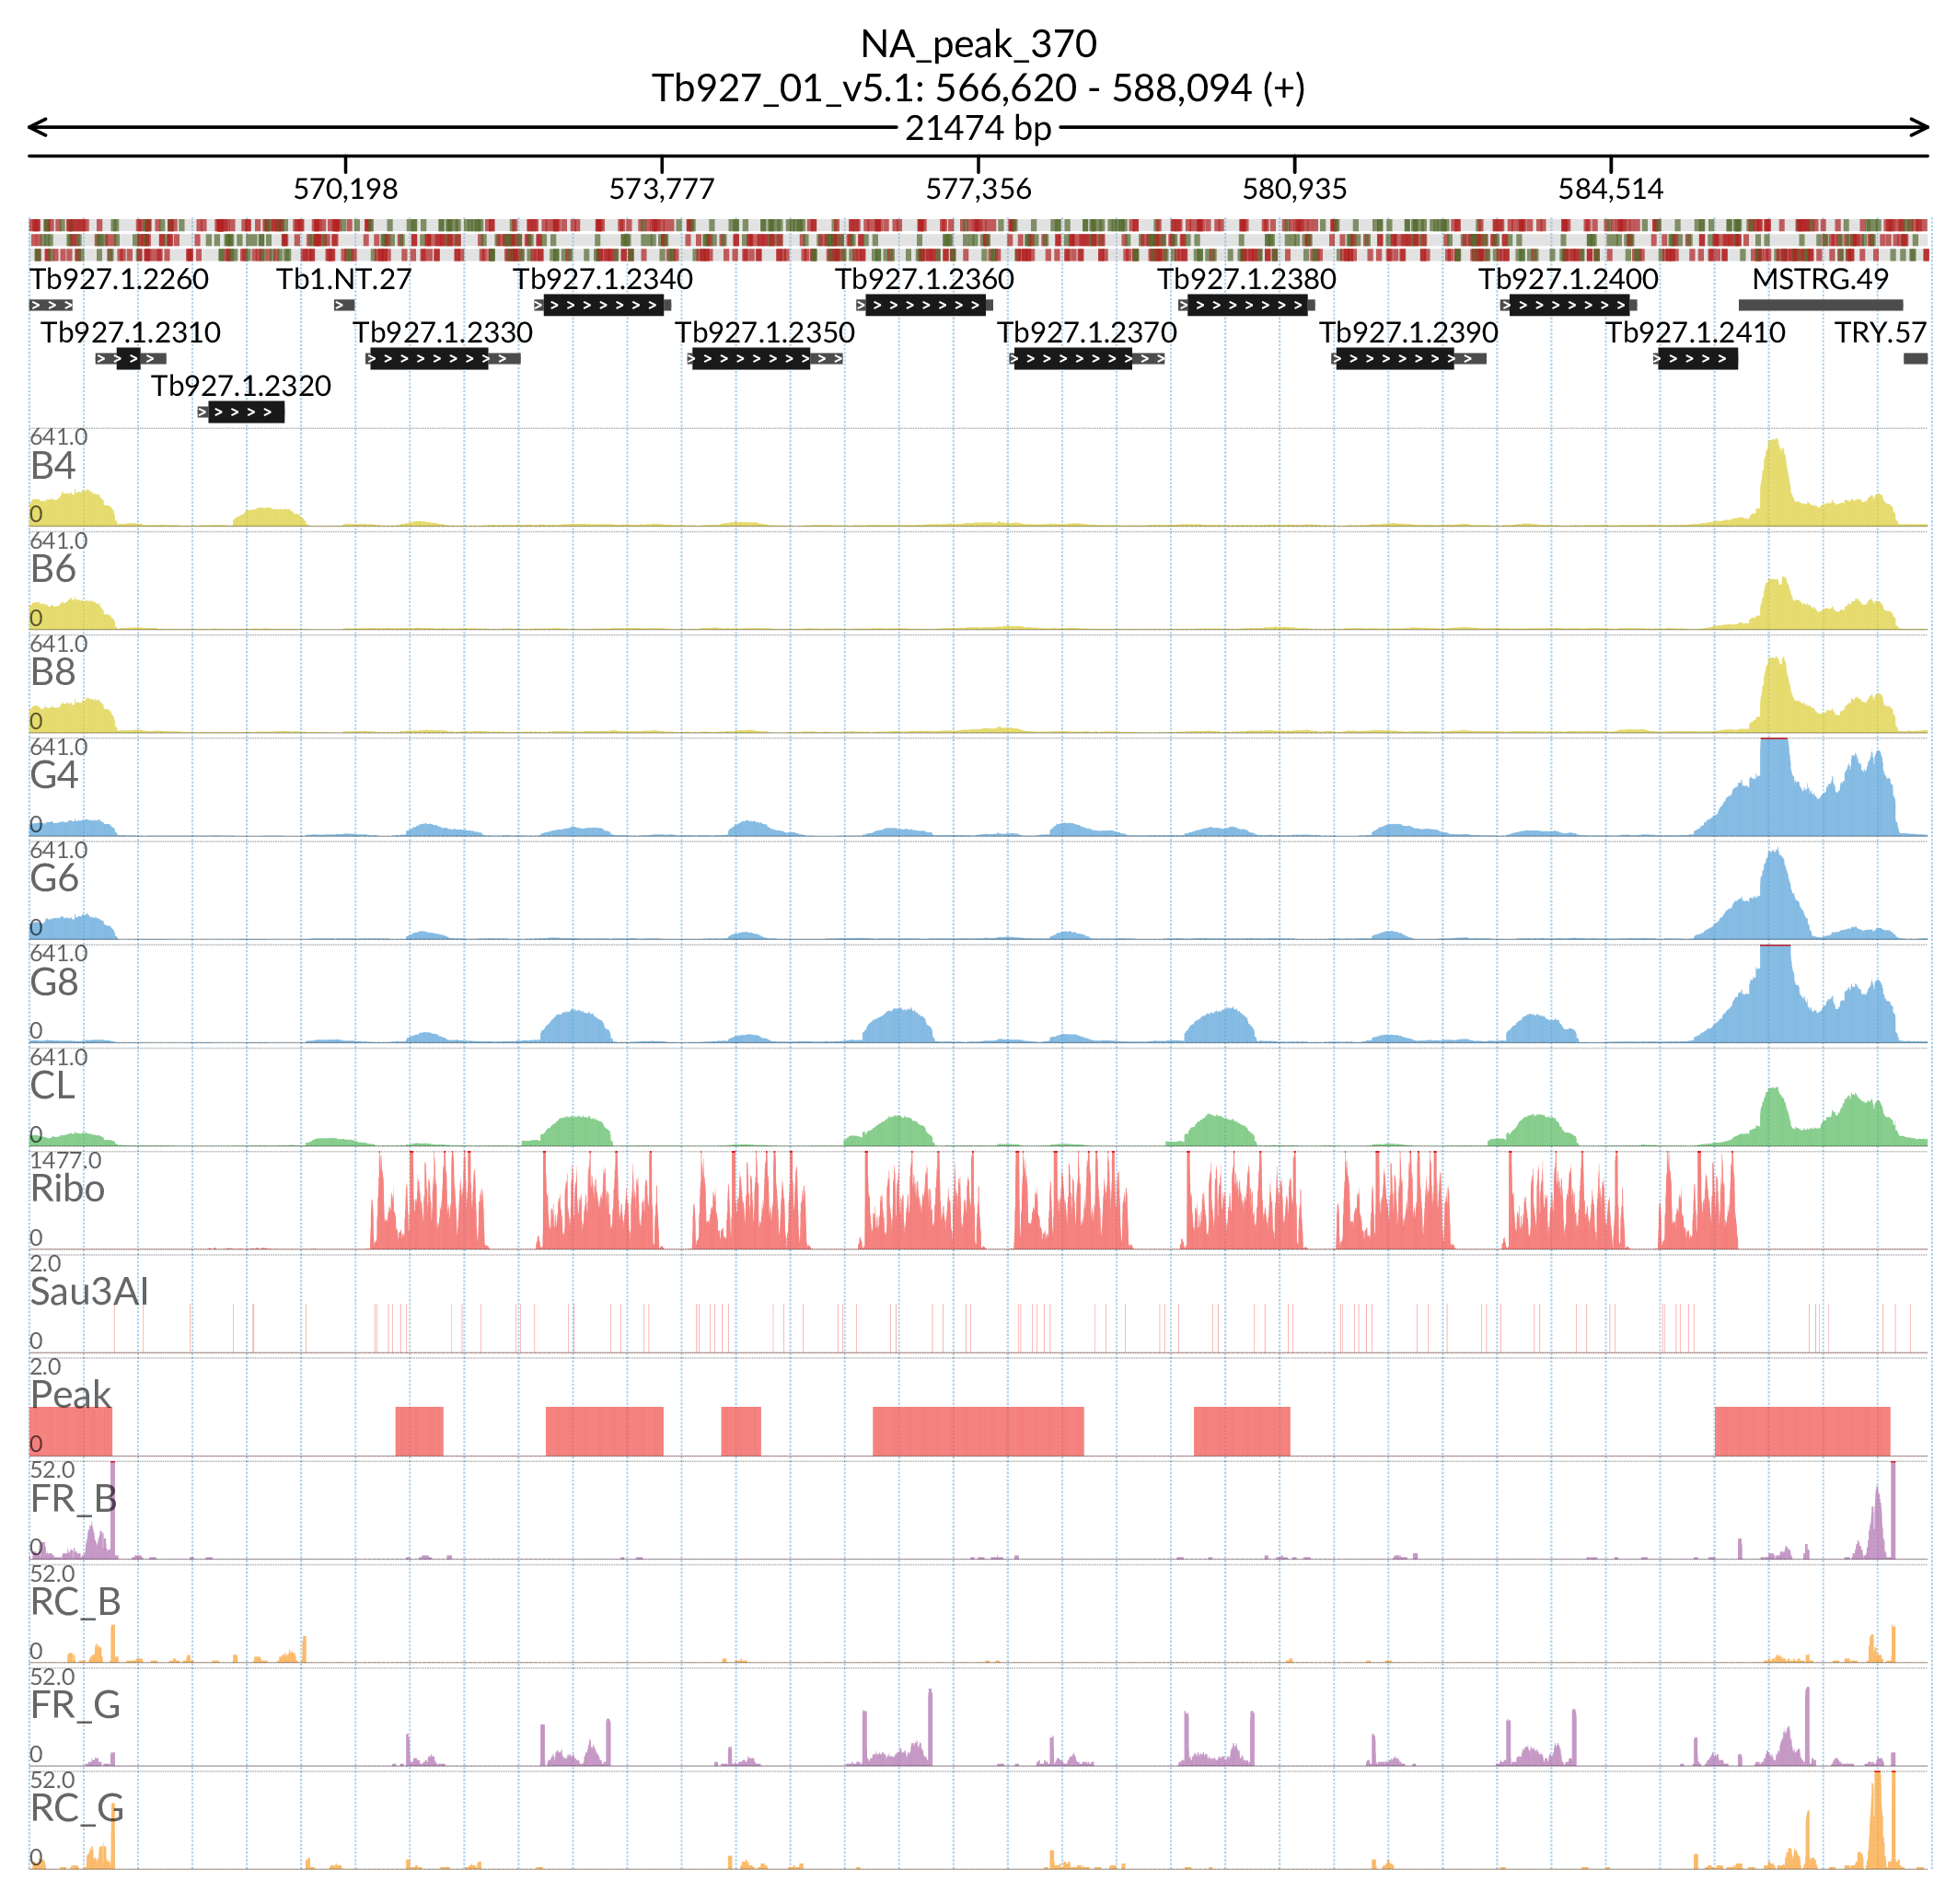 NA_peak_370
Tb927_01_v5.1: 566,620 - 588,094 (+)
21474 bp
570,198 573,777 577,356 580,935 584,514
Tb927.1.2260 Tb1.NT.27 Tb927.1.2340 Tb927.1.2360 Tb927.1.2380 Tb927.1.2400 MSTRG.49
Tb927.1.2310 Tb927.1.2330 Tb927.1.2350 Tb927.1.2370 Tb927.1.2390 Tb927.1.2410 TRY.57
Tb927.1.2320
641.0
B4
0
641.0
B6
0
641.0
B8
0
641.0
G4
0
641.0
G6
0
641.0
G8
0
641.0
CL
0
1477.0
Ribo
0
2.0
Sau3AI
0
2.0
Peak
0
52.0
FR_B
0
52.0
RC_B
0
52.0
FR_G
0
52.0
RC_G
0